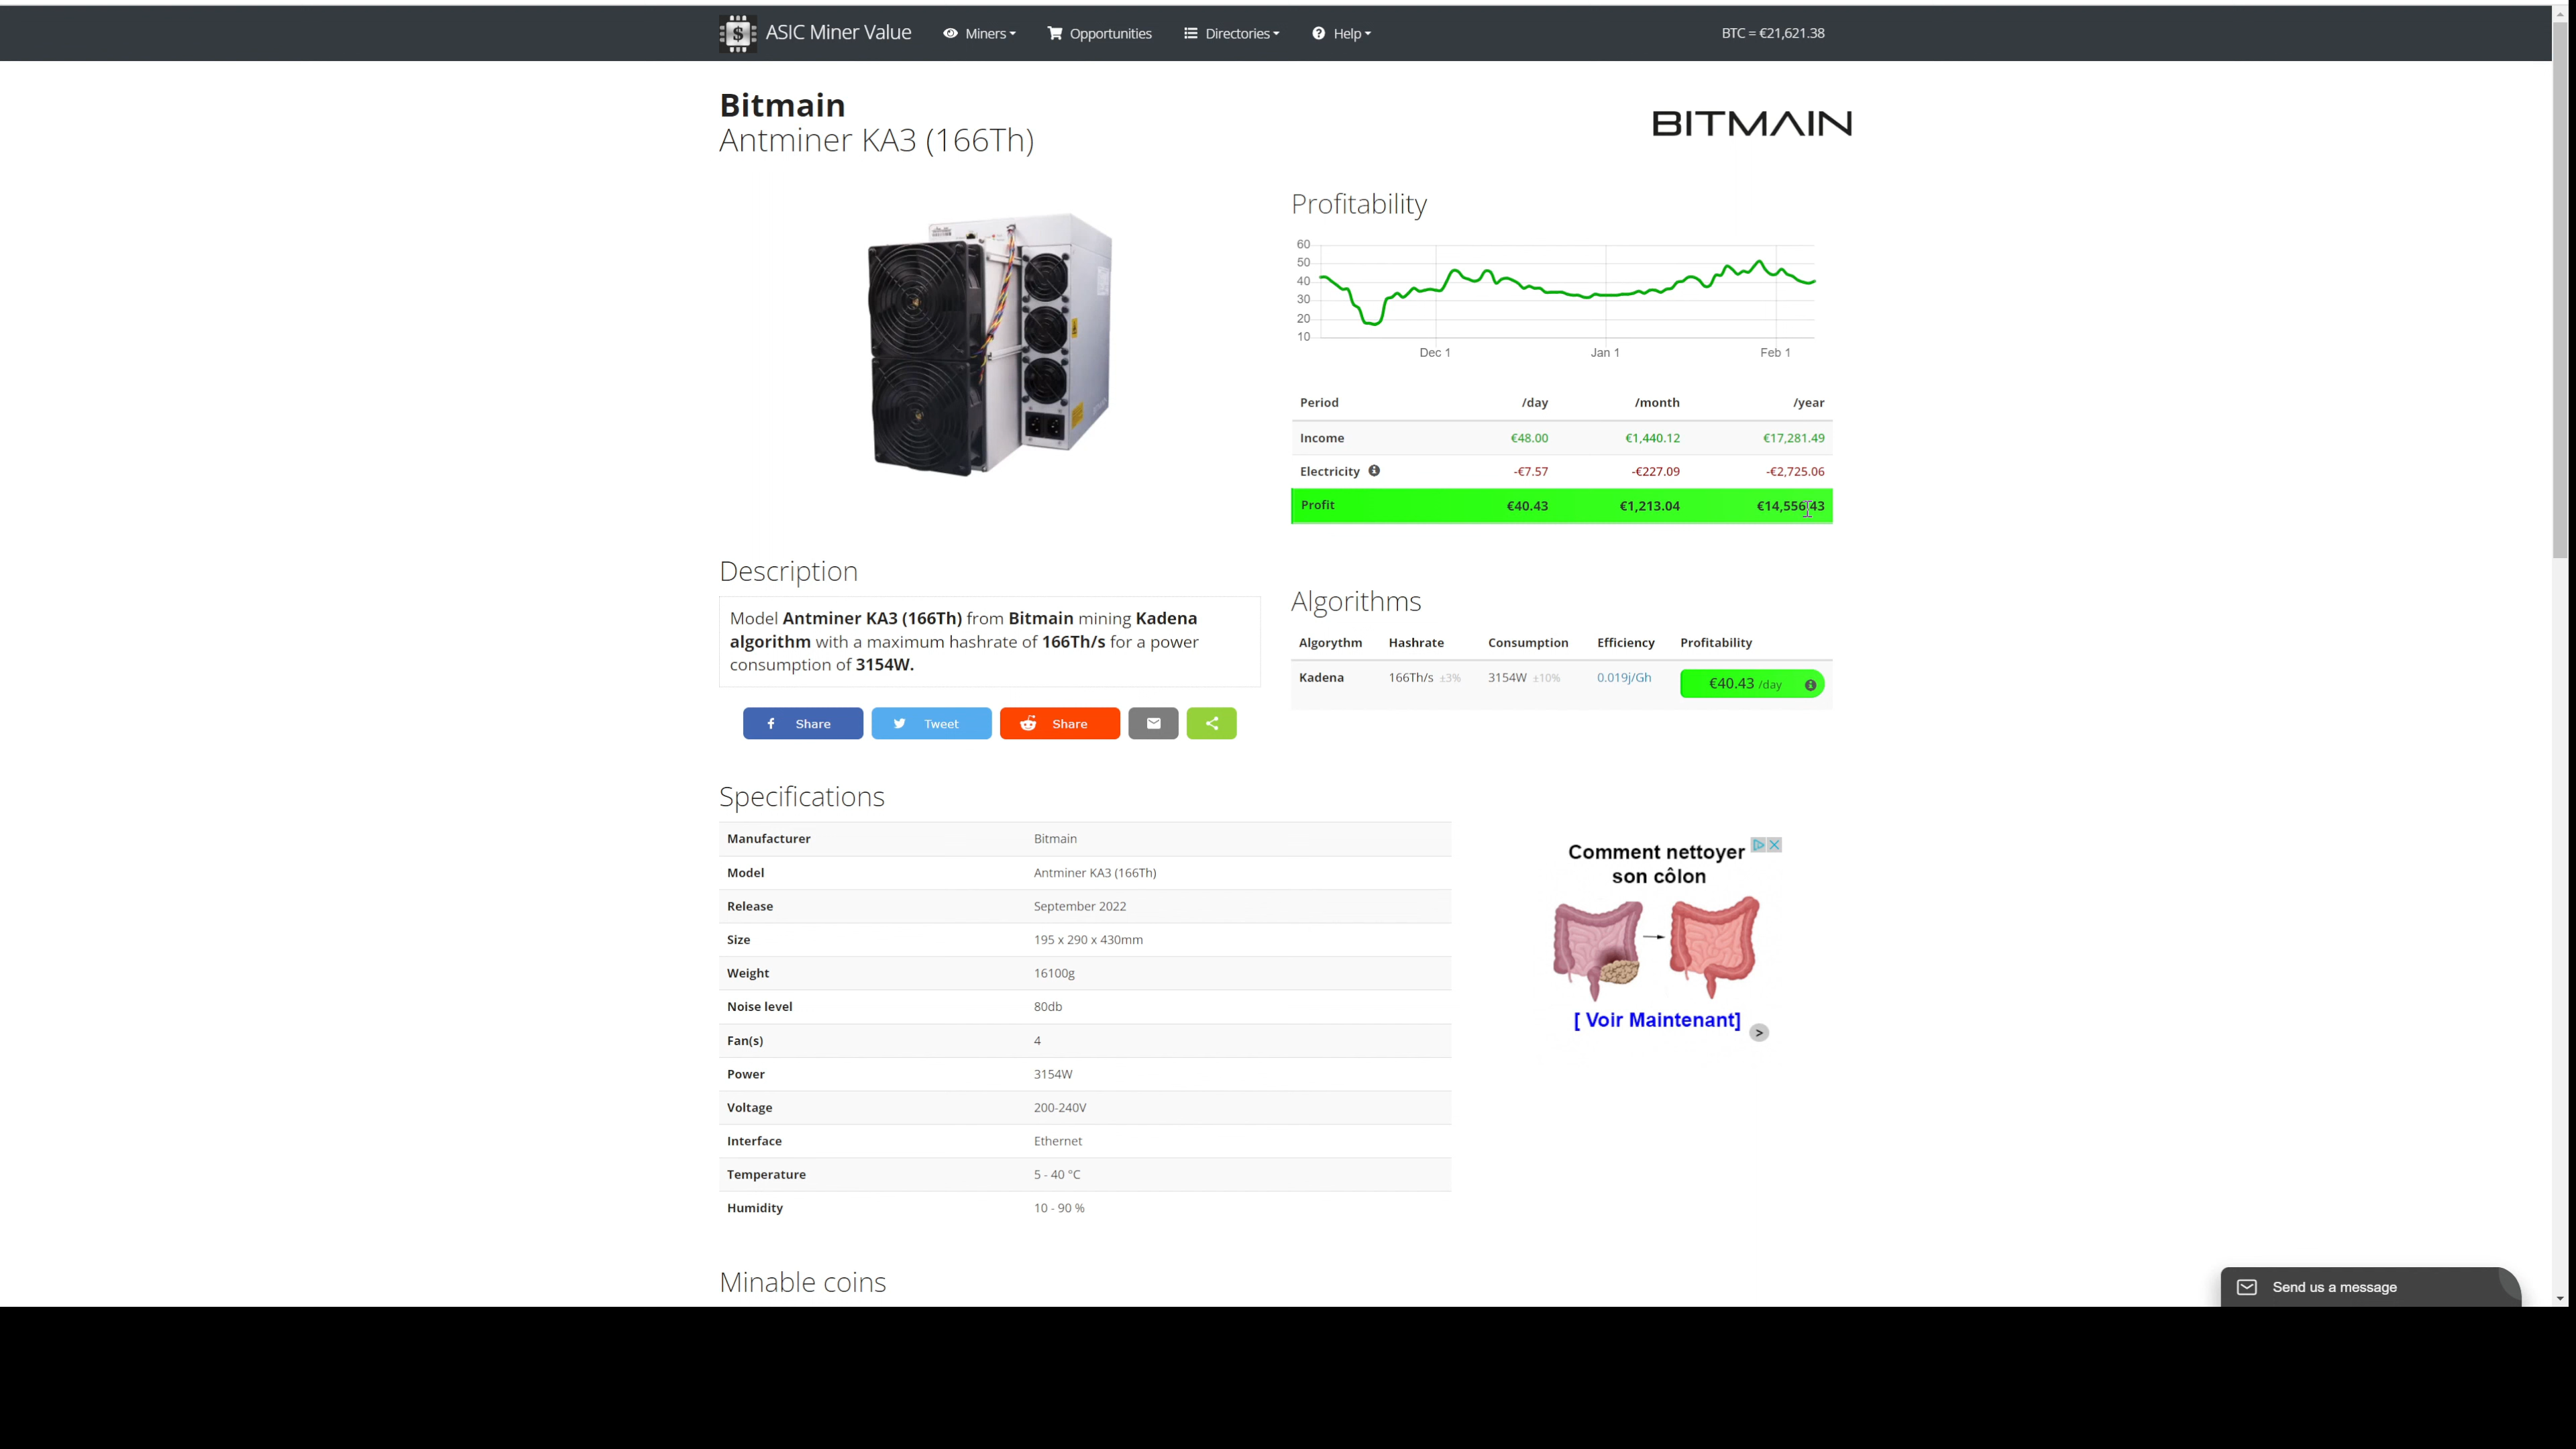 ASIC Miner Value Miners Opportunities Directories Help BTC = €21,621.38
Bitmain
Antminer KA3 (166Th)
BITMAIN
Profitability
60
50
40
30
20
10
Dec 1 Jan 1 Feb 1
Period /day /month /year
Income €48.00 €1,440.12 €17,281.49
Electricity -€7.57 -€227.09 -€2,725.06
Profit €40.43 €1,213.04 €14,556.43
Description
Model Antminer KA3 (166Th) from Bitmain mining Kadena
algorithm with a maximum hashrate of 166Th/s for a power
consumption of 3154W.
Share Tweet Share
Algorithms
Algorythm Hashrate Consumption Efficiency Profitability
Kadena 166Th/s ±3% 3154W ±10% 0.019j/Gh €40.43 /day
Specifications
Manufacturer Bitmain
Model Antminer KA3 (166Th)
Release September 2022
Size 195 x 290 x 430mm
Weight 16100g
Noise level 80db
Fan(s) 4
Power 3154W
Voltage 200-240V
Interface Ethernet
Temperature 5 - 40 °C
Humidity 10 - 90 %
Comment nettoyer
son côlon
[ Voir Maintenant]
Minable coins
Send us a message